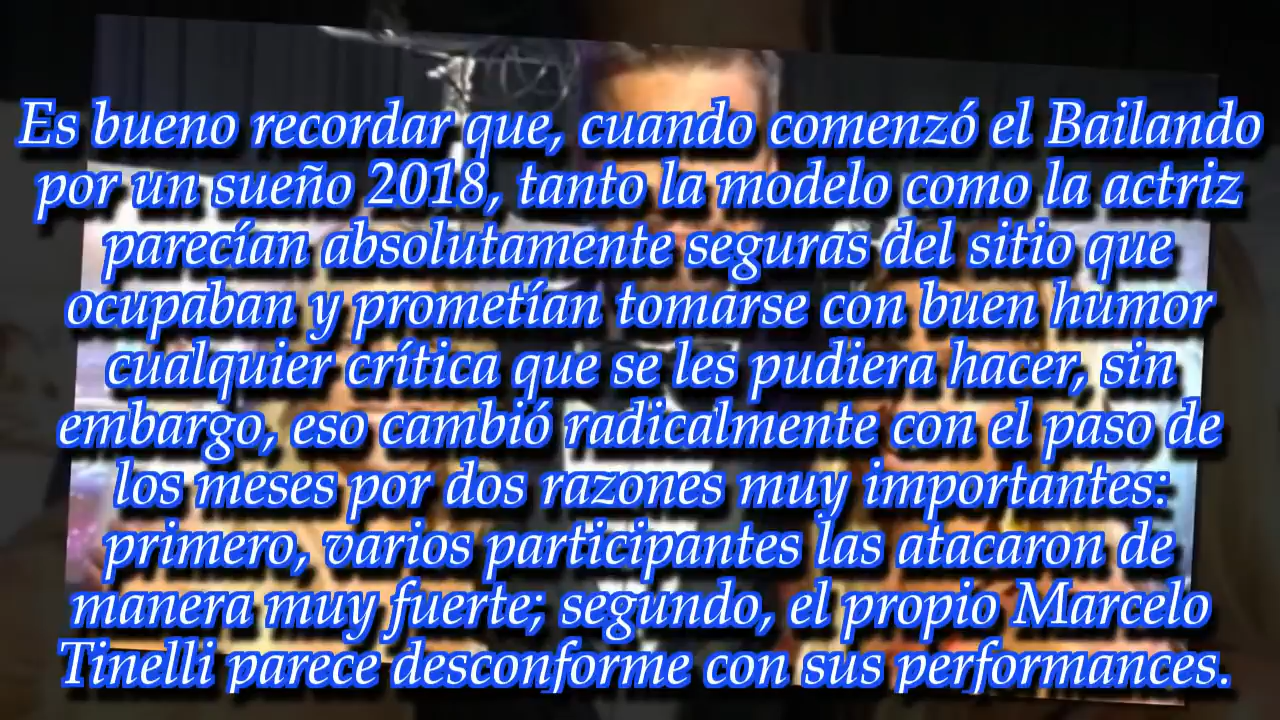 Es bueno recordar que, cuando comenzó el Bailando
por un sueño 2018, tanto la modelo como la actriz
parecían absolutamente seguras del sitio que
ocupaban y prometían tomarse con buen humor
cualquier crítica que se les pudiera hacer, sin
embargo, eso cambió radicalmente con el paso de
los meses por dos razones muy importantes:
primero, varios participantes las atacaron de
manera muy fuerte; segundo, el propio Marcelo
Tinelli parece desconforme con sus performances.